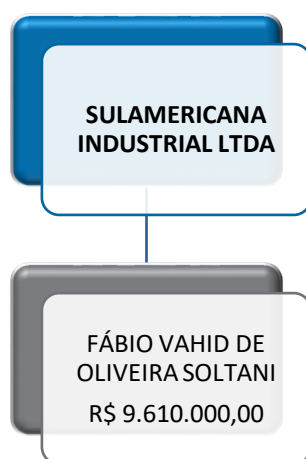 SULAMERICANA
INDUSTRIAL LTDA
FÁBIO VAHID DE
OLIVEIRA SOLTANI
R$ 9.610.000,00